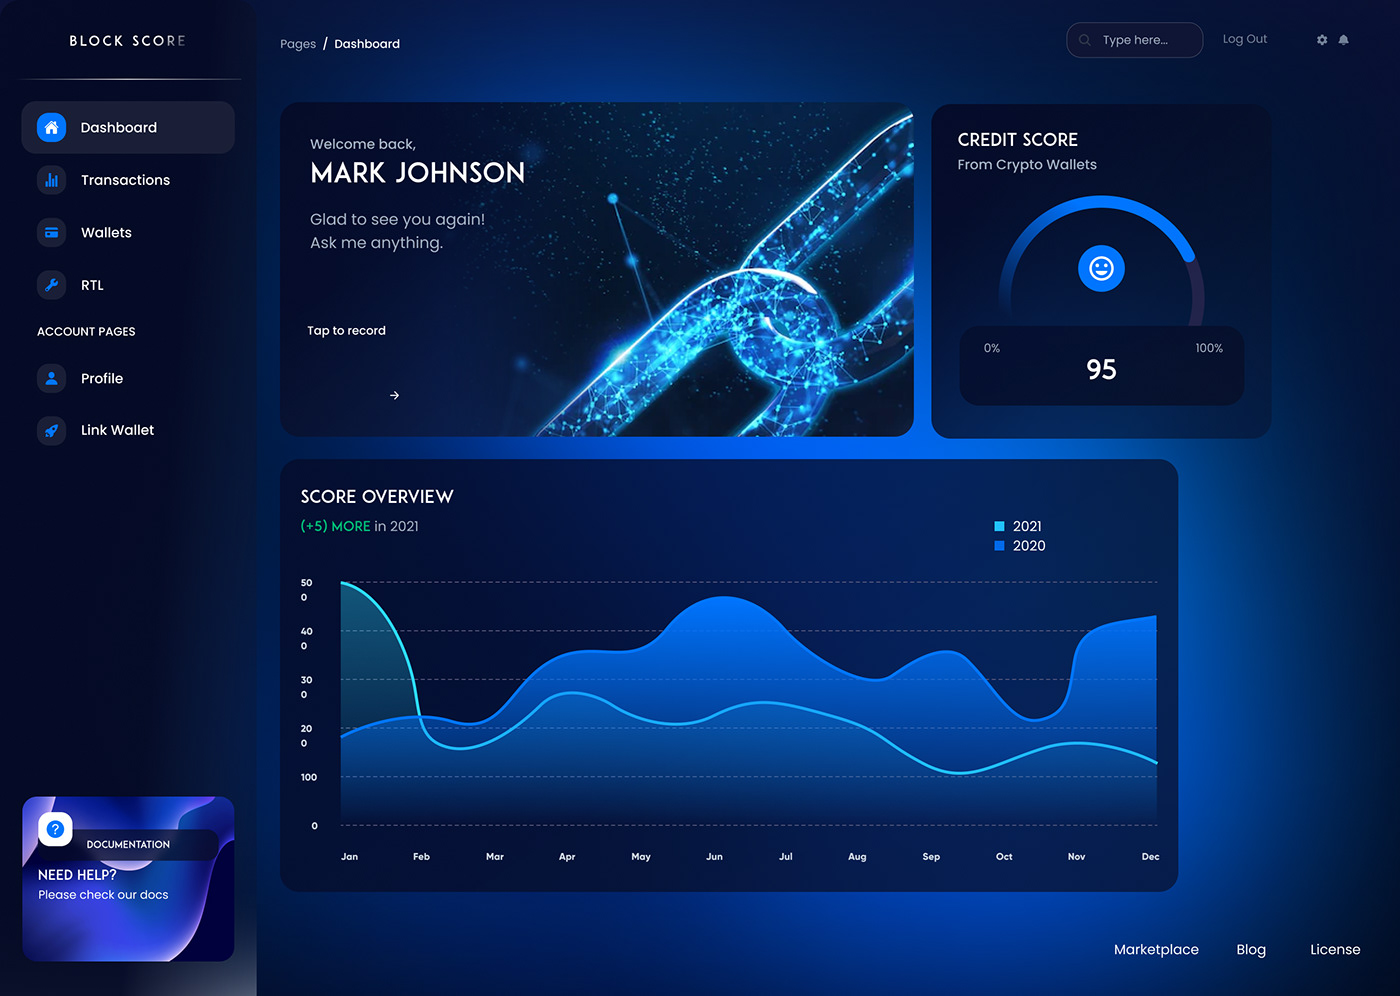 BLOCK SCORE
Pages / Dashboard
Type here...
Log Out
Dashboard
Transactions
Wallets
RTL
ACCOUNT PAGES
Profile
Link Wallet
Welcome back,
MARK JOHNSON
Glad to see you again!
Ask me anything.
Tap to record
CREDIT SCORE
From Crypto Wallets
0%
100%
95
SCORE OVERVIEW
(+5) MORE in 2021
2021
2020
50
0
40
0
30
0
20
0
100
0
Jan Feb Mar Apr May Jun Jul Aug Sep Oct Nov Dec
?
DOCUMENTATION
NEED HELP?
Please check our docs
Marketplace Blog License